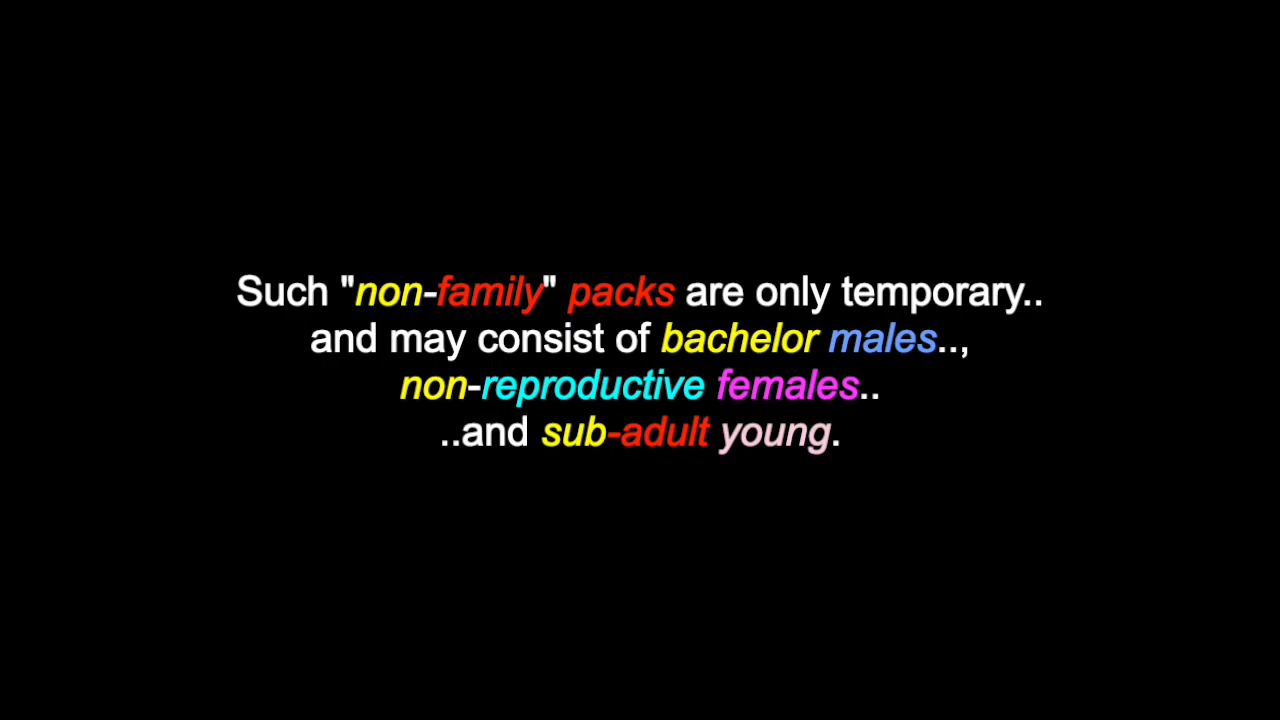 Such "non-family" packs are only temporary..
and may consist of bachelor males..,
non-reproductive females..
..and sub-adult young.